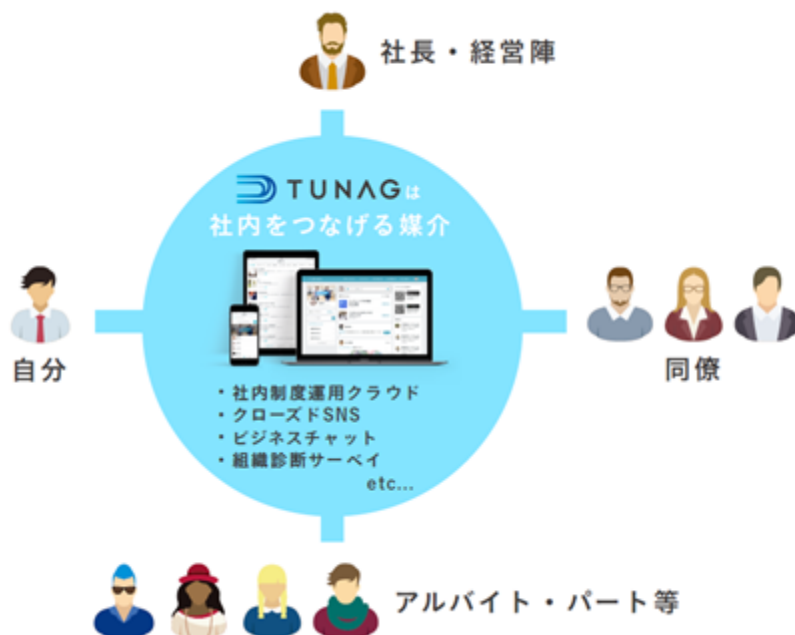 社長・経営陣
TUNAGは
社内をつなげる媒介
自分
同僚
・社内制度運用クラウド
・クローズドSNS
・ビジネスチャット
・組織診断サーベイ
etc...
アルバイト・パート等